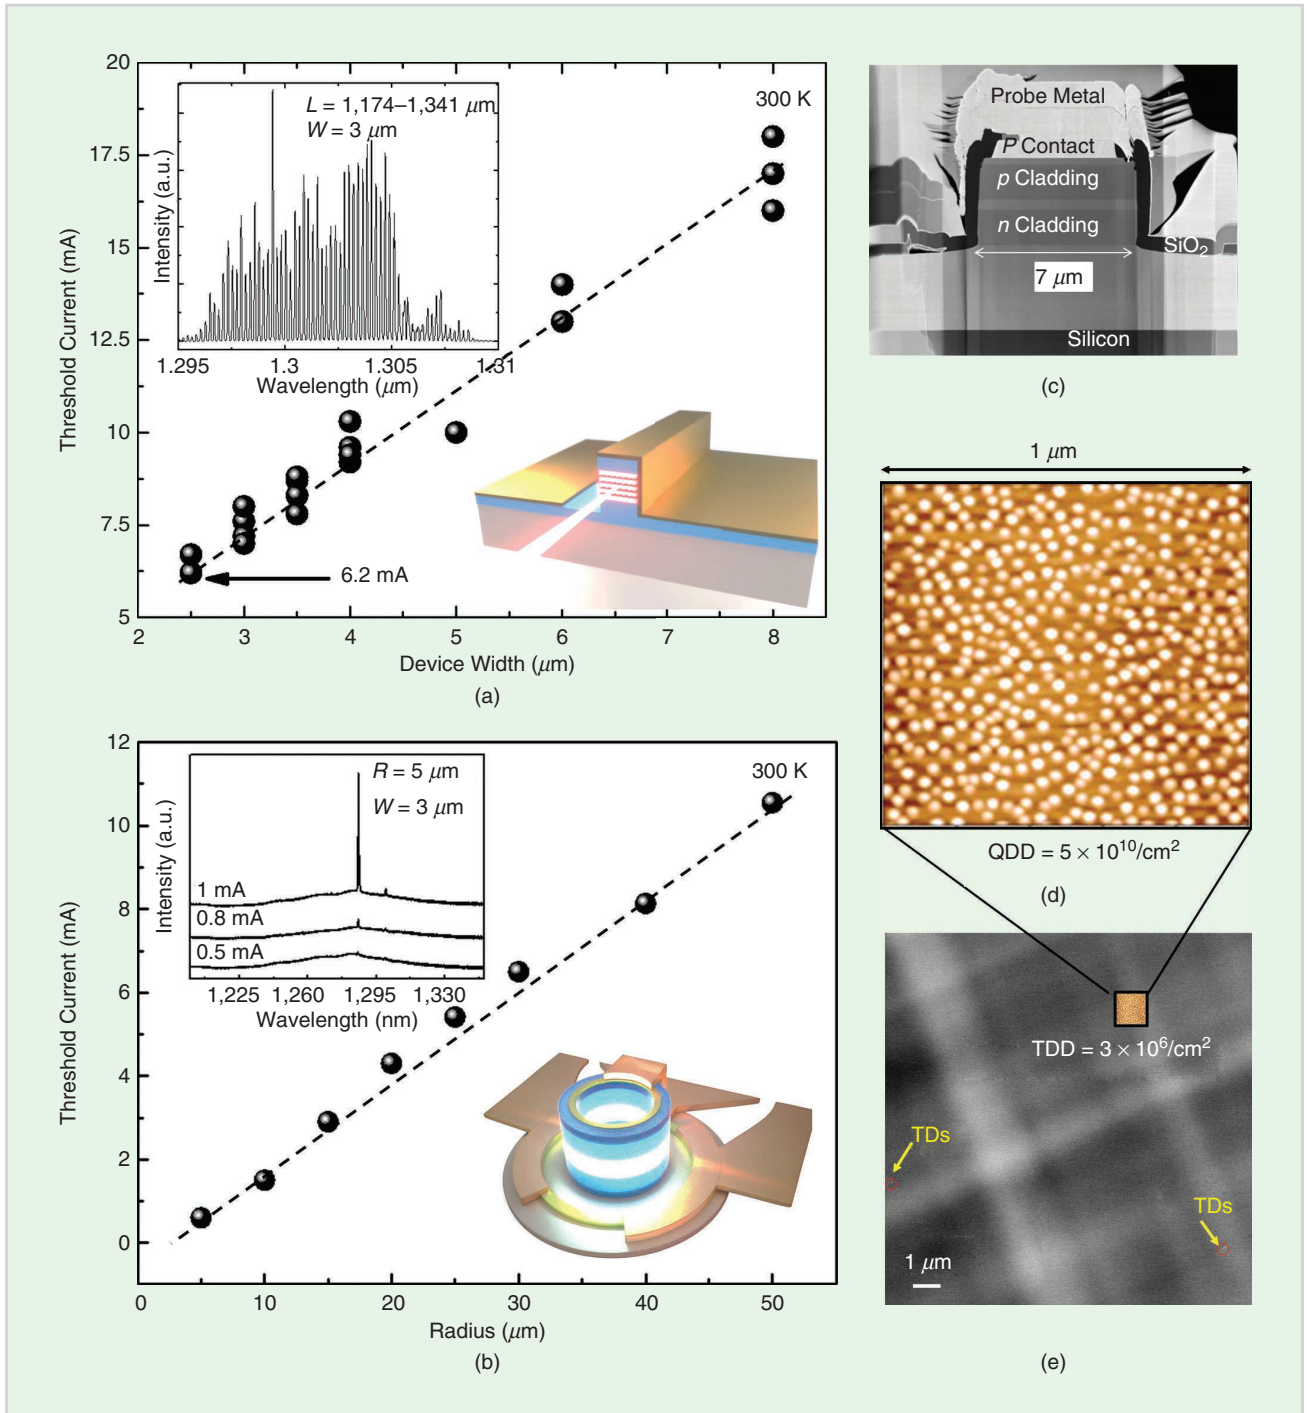 20
17.5
15
12.5
10
7.5
5
Threshold Current (mA)
2
3
4
5
6
7
8
Device Width (μm)
300 K
6.2 mA
L = 1,174–1,341 μm
W = 3 μm
Intensity (a.u.)
1.295
1.3
1.305
1.31
Wavelength (μm)
(a)
12
10
8
6
4
2
0
Threshold Current (mA)
0
10
20
30
40
50
Radius (μm)
300 K
R = 5 μm
W = 3 μm
Intensity (a.u.)
1 mA
0.8 mA
0.5 mA
1,225
1,260
1,295
1,330
Wavelength (nm)
(b)
Probe Metal
P Contact
p Cladding
n Cladding
SiO2
7 μm
Silicon
(c)
1 μm
QDD = 5 × 10^10/cm^2
(d)
TDD = 3 × 10^6/cm^2
TDs
TDs
1 μm
(e)